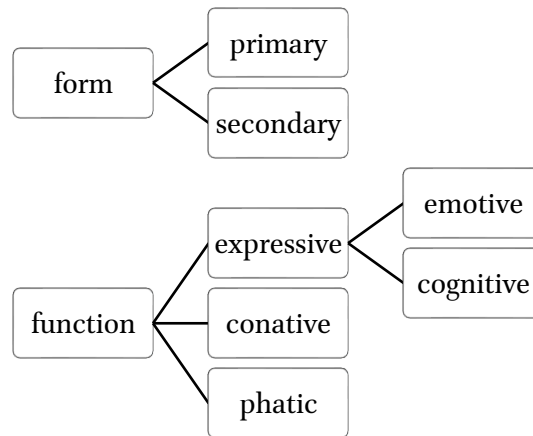 form
primary
secondary
function
expressive
emotive
cognitive
conative
phatic